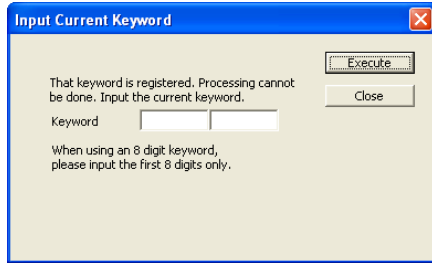 Input Current Keyword
Execute
That keyword is registered. Processing cannot
be done. Input the current keyword.
Close
Keyword
When using an 8 digit keyword,
please input the first 8 digits only.